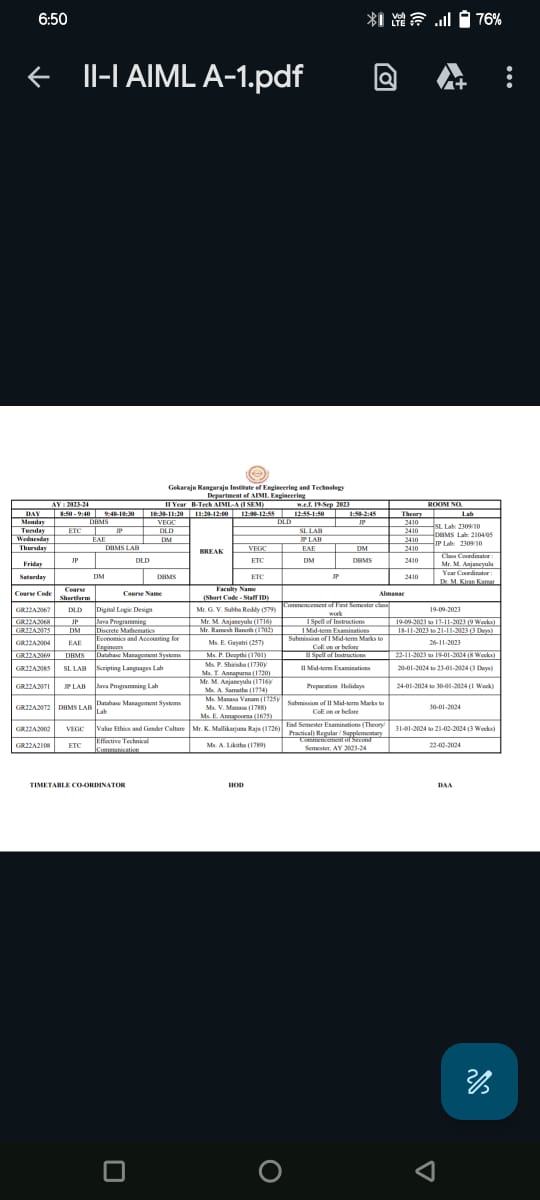 6:50
Vo) LTE 76%
II-I AIML A-1.pdf
Gokaraju Rangaraju Institute of Engineering and Technology
Department of AIML Engineering
AY : 2023-24 II Year B-Tech AIML-A (I SEM) w.e.f. 19-Sep 2023 ROOM NO.
DAY 8:50 - 9:40 9:40-10:30 10:30-11:20 11:20-12:00 12:00-12:55 12:55-1:50 1:50-2:45 Theory Lab
Monday DBMS VEGC BREAK DLD JP 2410 SL Lab: 2309/10
Tuesday ETC JP DLD SL LAB 2410 DBMS Lab: 2104/05
Wednesday EAE DM JP LAB 2410 JP Lab: 2309/10
Thursday DBMS LAB VEGC EAE DM 2410
Friday JP DLD ETC DM DBMS 2410 Class Coordinator : Mr. M. Anjaneyulu
Saturday DM DBMS ETC JP 2410 Year Coordinator : Dr. M. Kiran Kumar
Course Code Course Shortform Course Name Faculty Name (Short Code - Staff ID) Almanac
GR22A2067 DLD Digital Logic Design Mr. G. V. Subba Reddy (579) Commencement of First Semester class work 19-09-2023
GR22A2068 JP Java Programming Mr. M. Anjaneyulu (1716) I Spell of Instructions 19-09-2023 to 17-11-2023 (9 Weeks)
GR22A2075 DM Discrete Mathematics Mr. Ramesh Banoth (1702) I Mid-term Examinations 18-11-2023 to 21-11-2023 (3 Days)
GR22A2004 EAE Economics and Accounting for Engineers Ms. E. Gayatri (257) Submission of I Mid-term Marks to CoE on or before 26-11-2023
GR22A2069 DBMS Database Management Systems Ms. P. Deepthi (1701) II Spell of Instructions 22-11-2023 to 19-01-2024 (8 Weeks)
GR22A2085 SL LAB Scripting Languages Lab Ms. P. Shirisha (1730)/ Ms. T. Annapurna (1720) II Mid-term Examinations 20-01-2024 to 23-01-2024 (3 Days)
GR22A2071 JP LAB Java Programming Lab Mr. M. Anjaneyulu (1716)/ Ms. A. Samatha (1774) Preparation Holidays 24-01-2024 to 30-01-2024 (1 Week)
GR22A2072 DBMS LAB Database Management Systems Lab Ms. Manasa Vanam (1725)/ Ms. V. Manasa (1788) Ms. E. Annapoorna (1675) Submission of II Mid-term Marks to CoE on or before 30-01-2024
GR22A2002 VEGC Value Ethics and Gender Culture Mr. K. Mallikarjuna Raju (1726) End Semester Examinations (Theory/ Practical) Regular / Supplementary 31-01-2024 to 21-02-2024 (3 Weeks)
GR22A2108 ETC Effective Technical Communication Ms. A. Likitha (1789) Commencement of Second Semester, AY 2023-24 22-02-2024
TIMETABLE CO-ORDINATOR HOD DAA